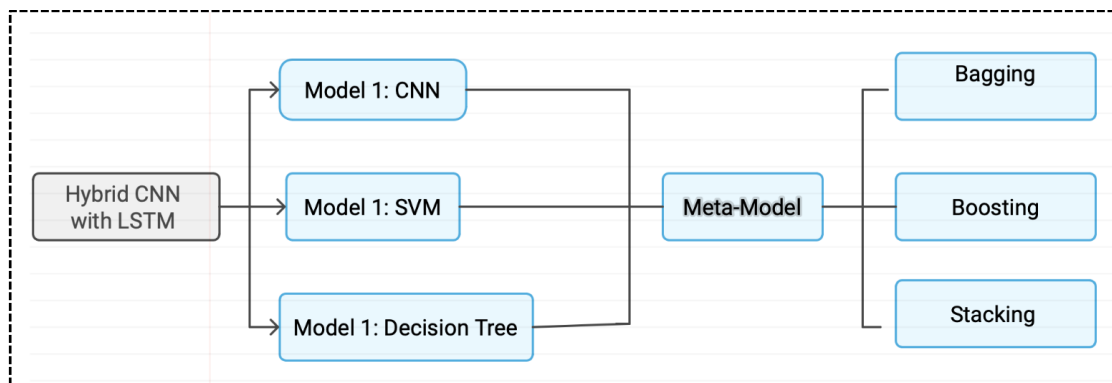 Hybrid CNN
with LSTM
Model 1: CNN
Model 1: SVM
Model 1: Decision Tree
Meta-Model
Bagging
Boosting
Stacking